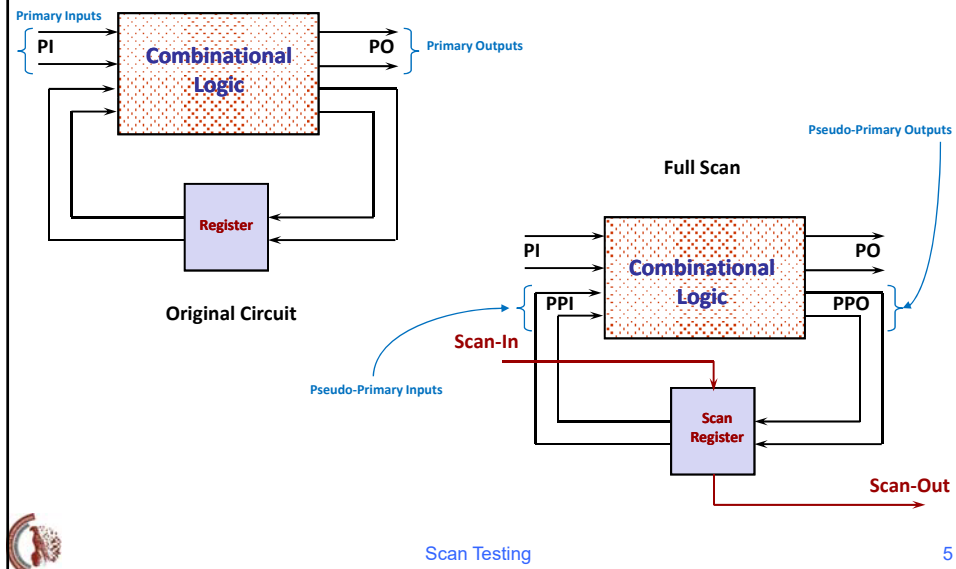 Primary Inputs
PI
Combinational
Logic
PO
Primary Outputs
Register
Original Circuit
Pseudo-Primary Outputs
Full Scan
PI
Combinational
Logic
PO
PPI
PPO
Scan-In
Pseudo-Primary Inputs
Scan
Register
Scan-Out
Scan Testing
5